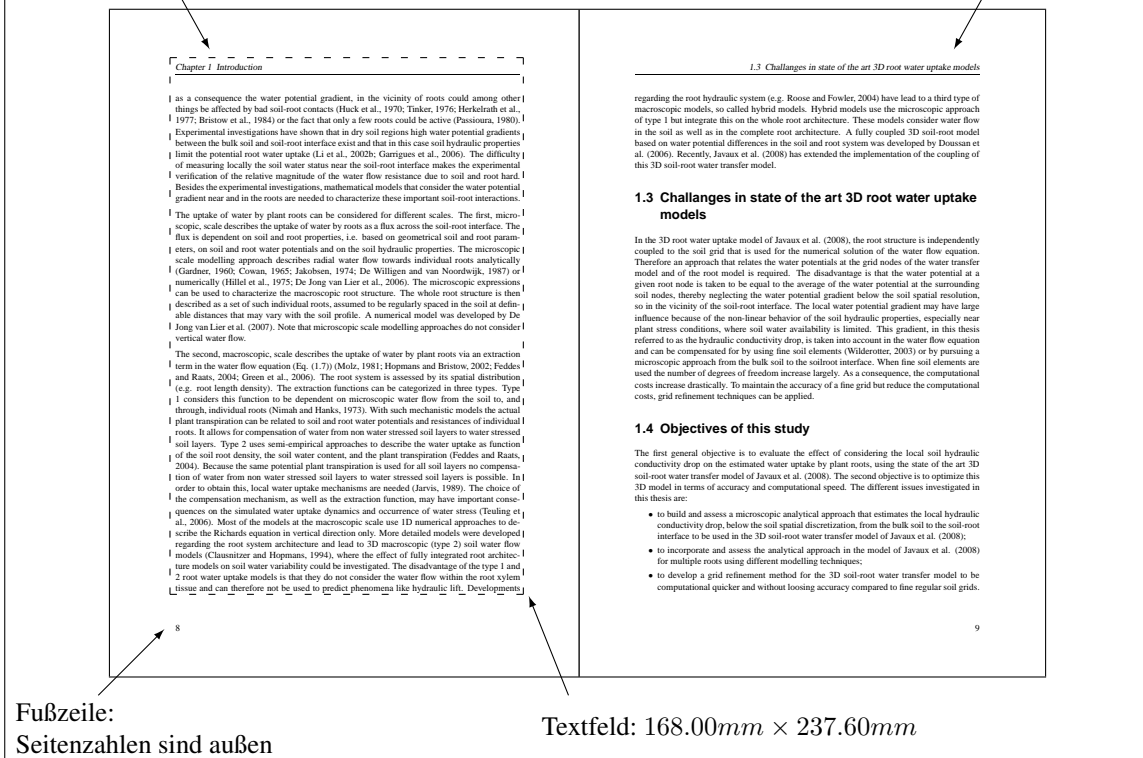 Chapter 1 Introduction
as a consequence the water potential gradient, in the vicinity of roots could among other
things be affected by bad soil-root contacts (Huck et al., 1970; Tinker, 1976; Herkelrath et al.,
1977; Bristow et al., 1984) or the fact that only a few roots could be active (Passioura, 1980).
Experimental investigations have shown that in dry soil regions high water potential gradients
between the bulk soil and soil-root interface exist and that in this case soil hydraulic properties
limit the potential root water uptake (Li et al., 2002b; Garrigues et al., 2006). The difficulty
of measuring locally the soil water status near the soil-root interface makes the experimental
verification of the relative magnitude of the water flow resistance due to soil and root hard.
Besides the experimental investigations, mathematical models that consider the water potential
gradient near and in the roots are needed to characterize these important soil-root interactions.
The uptake of water by plant roots can be considered for different scales. The first, micro-
scopic, scale describes the uptake of water by roots as a flux across the soil-root interface. The
flux is dependent on soil and root properties, i.e. based on geometrical soil and root param-
eters, on soil and root water potentials and on the soil hydraulic properties. The microscopic
scale modelling approach describes radial water flow towards individual roots analytically
(Gardner, 1960; Cowan, 1965; Jakobsen, 1974; De Willigen and van Noordwijk, 1987) or
numerically (Hillel et al., 1975; De Jong van Lier et al., 2006). The microscopic expressions
can be used to characterize the macroscopic root structure. The whole root structure is then
described as a set of such individual roots, assumed to be regularly spaced in the soil at defin-
able distances that may vary with the soil profile. A numerical model was developed by De
Jong van Lier et al. (2007). Note that microscopic scale modelling approaches do not consider
vertical water flow.
The second, macroscopic, scale describes the uptake of water by plant roots via an extraction
term in the water flow equation (Eq. (1.7)) (Molz, 1981; Hopmans and Bristow, 2002; Feddes
and Raats, 2004; Green et al., 2006). The root system is assessed by its spatial distribution
(e.g. root length density). The extraction functions can be categorized in three types. Type
1 considers this function to be dependent on microscopic water flow from the soil to, and
through, individual roots (Nimah and Hanks, 1973). With such mechanistic models the actual
plant transpiration can be related to soil and root water potentials and resistances of individual
roots. It allows for compensation of water from non water stressed soil layers to water stressed
soil layers. Type 2 uses semi-empirical approaches to describe the water uptake as function
of the soil root density, the soil water content, and the plant transpiration (Feddes and Raats,
2004). Because the same potential plant transpiration is used for all soil layers no compensa-
tion of water from non water stressed soil layers to water stressed soil layers is possible. In
order to obtain this, local water uptake mechanisms are needed (Jarvis, 1989). The choice of
the compensation mechanism, as well as the extraction function, may have important conse-
quences on the simulated water uptake dynamics and occurrence of water stress (Teuling et
al., 2006). Most of the models at the macroscopic scale use 1D numerical approaches to de-
scribe the Richards equation in vertical direction only. More detailed models were developed
regarding the root system architecture and lead to 3D macroscopic (type 2) soil water flow
models (Clausnitzer and Hopmans, 1994), where the effect of fully integrated root architec-
ture models on soil water variability could be investigated. The disadvantage of the type 1 and
2 root water uptake models is that they do not consider the water flow within the root xylem
tissue and can therefore not be used to predict phenomena like hydraulic lift. Developments
8
1.3 Challanges in state of the art 3D root water uptake models
regarding the root hydraulic system (e.g. Roose and Fowler, 2004) have lead to a third type of
macroscopic models, so called hybrid models. Hybrid models use the microscopic approach
of type 1 but integrate this on the whole root architecture. These models consider water flow
in the soil as well as in the complete root architecture. A fully coupled 3D soil-root model
based on water potential differences in the soil and root system was developed by Doussan et
al. (2006). Recently, Javaux et al. (2008) has extended the implementation of the coupling of
this 3D soil-root water transfer model.
1.3 Challanges in state of the art 3D root water uptake
models
In the 3D root water uptake model of Javaux et al. (2008), the root structure is independently
coupled to the soil grid that is used for the numerical solution of the water flow equation.
Therefore an approach that relates the water potentials at the grid nodes of the water transfer
model and of the root model is required. The disadvantage is that the water potential at a
given root node is taken to be equal to the average of the water potential at the surrounding
soil nodes, thereby neglecting the water potential gradient below the soil spatial resolution,
so in the vicinity of the soil-root interface. The local water potential gradient may have large
influence because of the non-linear behavior of the soil hydraulic properties, especially near
plant stress conditions, where soil water availability is limited. This gradient, in this thesis
referred to as the hydraulic conductivity drop, is taken into account in the water flow equation
and can be compensated for by using fine soil elements (Wilderotter, 2003) or by pursuing a
microscopic approach from the bulk soil to the soilroot interface. When fine soil elements are
used the number of degrees of freedom increase largely. As a consequence, the computational
costs increase drastically. To maintain the accuracy of a fine grid but reduce the computational
costs, grid refinement techniques can be applied.
1.4 Objectives of this study
The first general objective is to evaluate the effect of considering the local soil hydraulic
conductivity drop on the estimated water uptake by plant roots, using the state of the art 3D
soil-root water transfer model of Javaux et al. (2008). The second objective is to optimize this
3D model in terms of accuracy and computational speed. The different issues investigated in
this thesis are:
• to build and assess a microscopic analytical approach that estimates the local hydraulic
conductivity drop, below the soil spatial discretization, from the bulk soil to the soil-root
interface to be used in the 3D soil-root water transfer model of Javaux et al. (2008);
• to incorporate and assess the analytical approach in the model of Javaux et al. (2008)
for multiple roots using different modelling techniques;
• to develop a grid refinement method for the 3D soil-root water transfer model to be
computational quicker and without loosing accuracy compared to fine regular soil grids.
9
Fußzeile:
Seitenzahlen sind außen
Textfeld: 168.00mm × 237.60mm